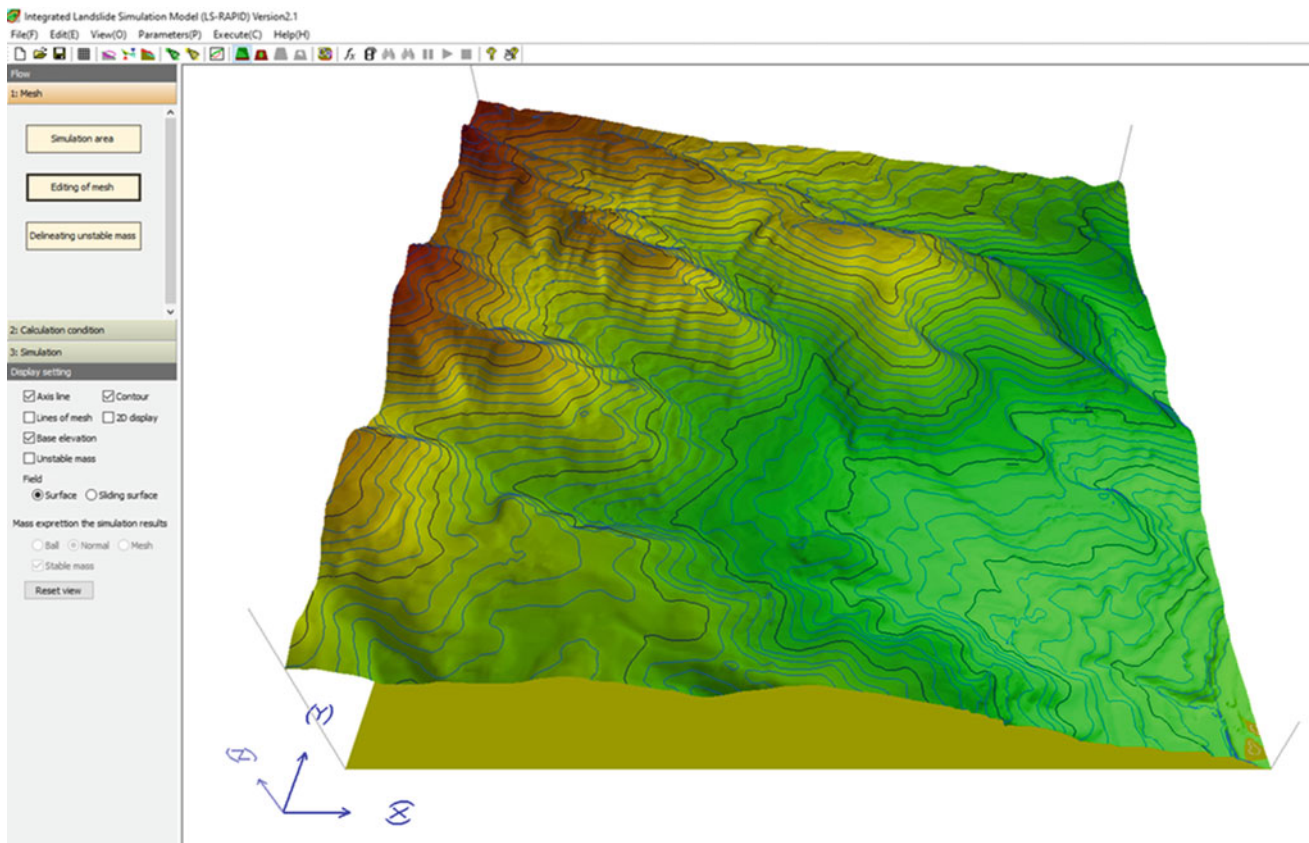 Integrated Landslide Simulation Model (LS-RAPID) Version2.1
File(F) Edit(E) View(O) Parameters(P) Execute(C) Help(H)
Flow
1: Mesh
Simulation area
Editing of mesh
Delineating unstable mass
2: Calculation condition
3: Simulation
Display setting
Axis line Contour
Lines of mesh 2D display
Base elevation
Unstable mass
Field
Surface Sliding surface
Mass exprettion the simulation results
Ball Normal Mesh
Stable mass
Reset view
(Y)
(Z)
(X)